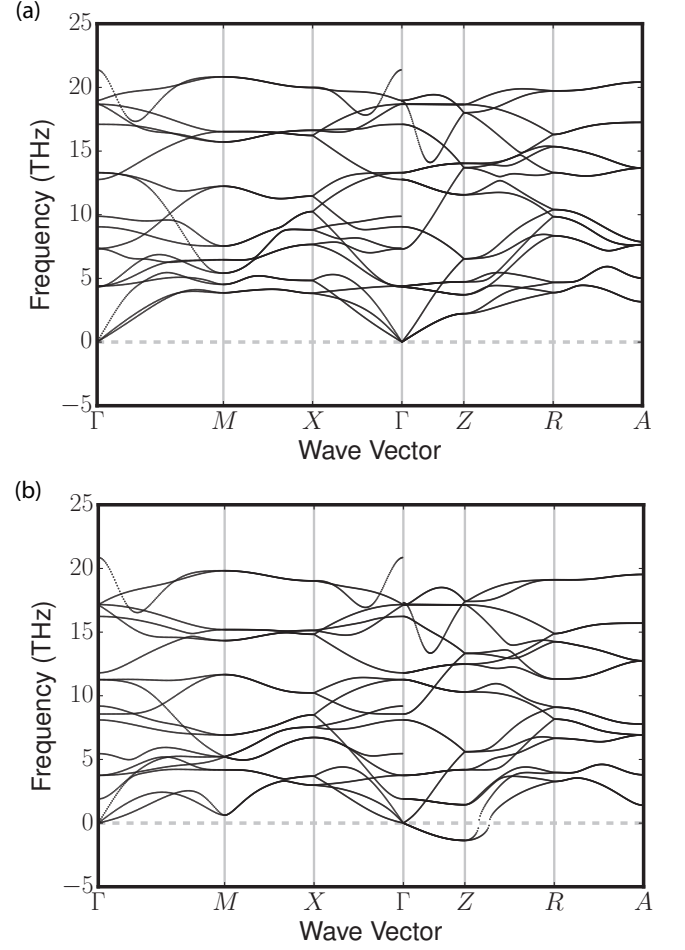 (a)
25
20
15
10
5
0
−5
Frequency (THz)
Γ M X Γ Z R A
Wave Vector
(b)
25
20
15
10
5
0
−5
Frequency (THz)
Γ M X Γ Z R A
Wave Vector